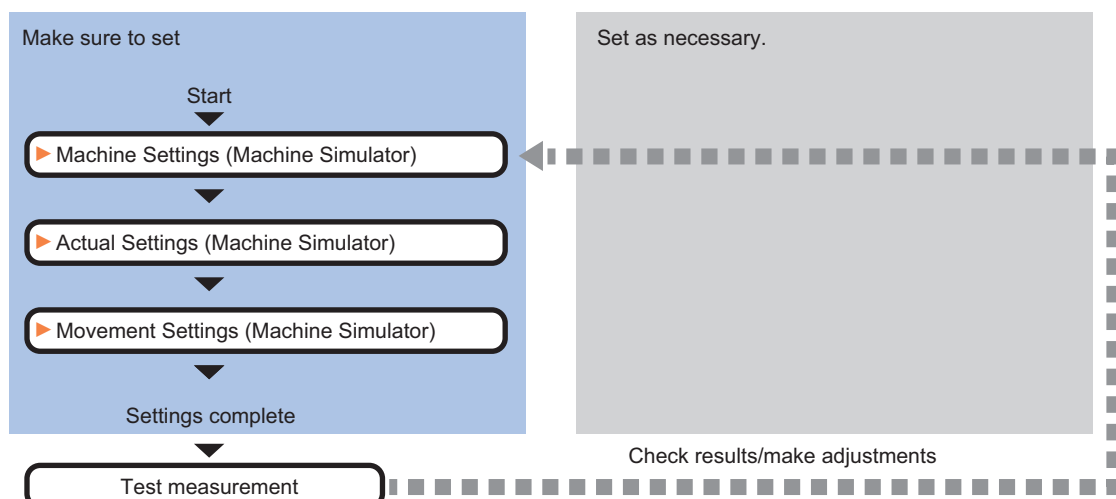 Make sure to set
Start
Machine Settings (Machine Simulator)
Actual Settings (Machine Simulator)
Movement Settings (Machine Simulator)
Settings complete
Test measurement
Set as necessary.
Check results/make adjustments